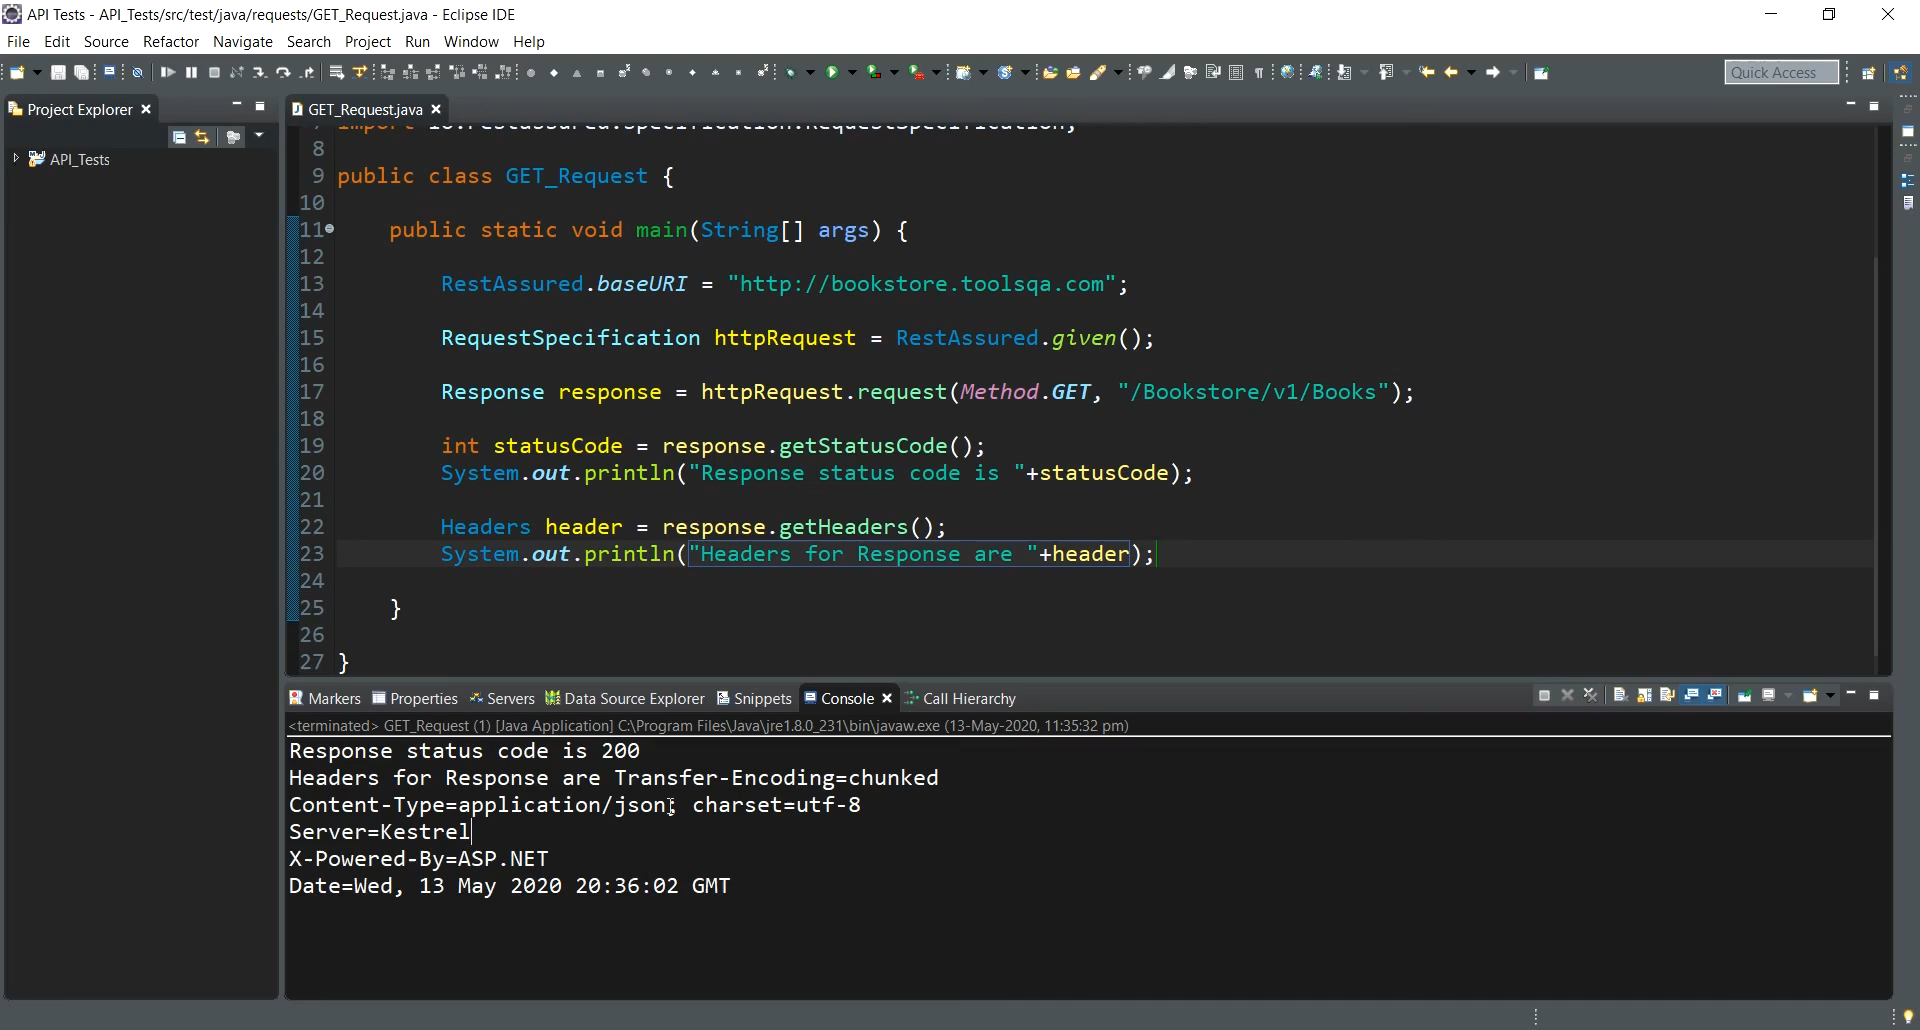 API Tests - API_Tests/src/test/java/requests/GET_Request.java - Eclipse IDE
File Edit Source Refactor Navigate Search Project Run Window Help
Quick Access
Project Explorer
GET_Request.java
API_Tests
import io.restassured.specification.RequestSpecification;
8
9 public class GET_Request {
10
11 public static void main(String[] args) {
12
13 RestAssured.baseURI = "http://bookstore.toolsqa.com";
14
15 RequestSpecification httpRequest = RestAssured.given();
16
17 Response response = httpRequest.request(Method.GET, "/Bookstore/v1/Books");
18
19 int statusCode = response.getStatusCode();
20 System.out.println("Response status code is "+statusCode);
21
22 Headers header = response.getHeaders();
23 System.out.println("Headers for Response are "+header);
24
25 }
26
27 }
Markers Properties Servers Data Source Explorer Snippets Console Call Hierarchy
<terminated> GET_Request (1) [Java Application] C:\Program Files\Java\jre1.8.0_231\bin\javaw.exe (13-May-2020, 11:35:32 pm)
Response status code is 200
Headers for Response are Transfer-Encoding=chunked
Content-Type=application/json; charset=utf-8
Server=Kestrel
X-Powered-By=ASP.NET
Date=Wed, 13 May 2020 20:36:02 GMT